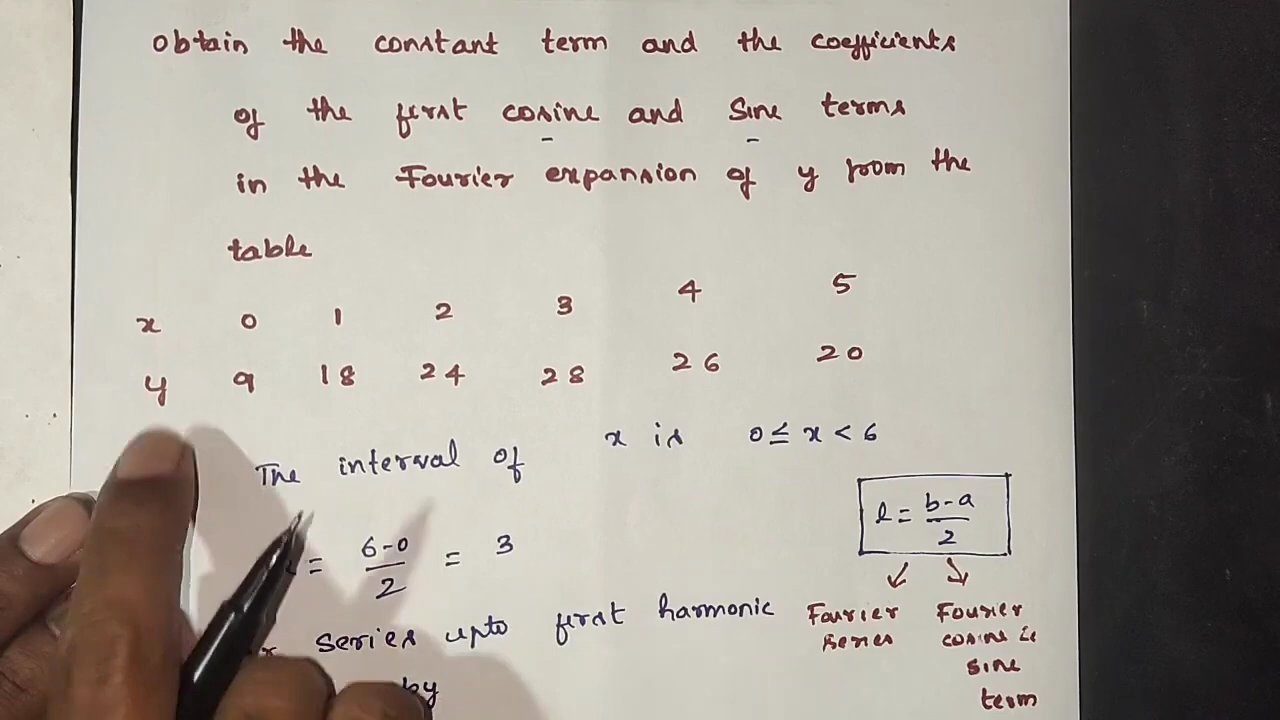 obtain the constant term and the coefficients
of the first cosine and sine terms
in the Fourier expansion of y from the
table
x 0 1 2 3 4 5
y 9 18 24 28 26 20
The interval of x is 0 ≤ x < 6
l = b-a / 2
= 6-0 / 2 = 3
series upto first harmonic
by
Fourier series
Fourier cosine & sine term